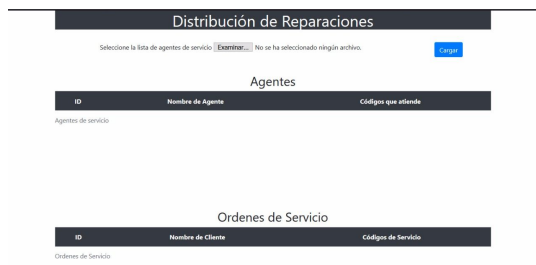 Distribución de Reparaciones
Seleccione la lista de agentes de servicio Examinar... No se ha seleccionado ningún archivo. Cargar
Agentes
ID Nombre de Agente Códigos que atiende
Agentes de servicio
Ordenes de Servicio
ID Nombre de Cliente Códigos de Servicio
Ordenes de Servicio